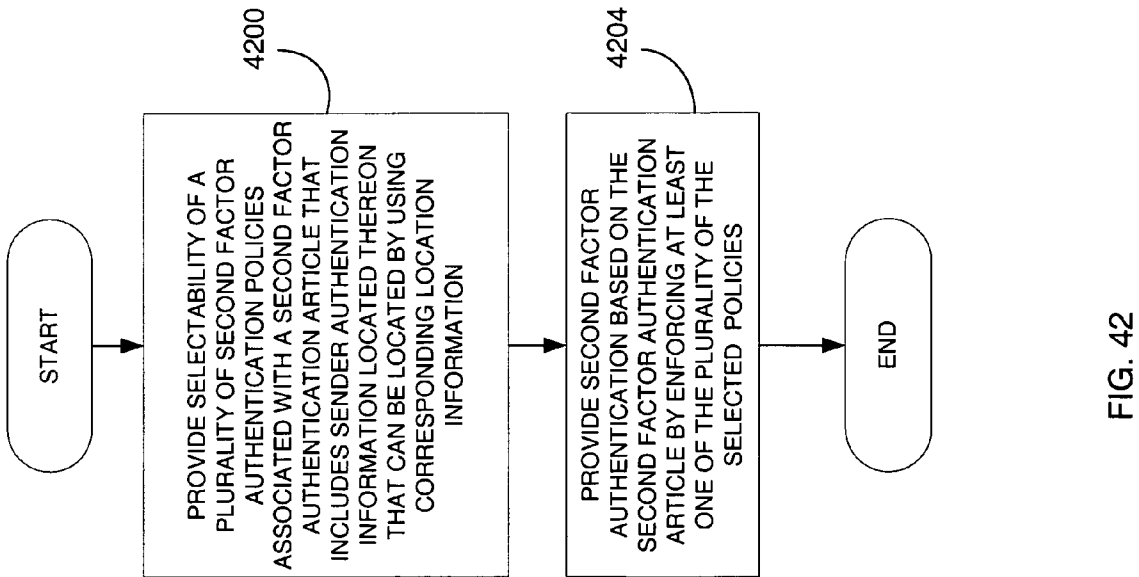 START
PROVIDE SELECTABILITY OF A
PLURALITY OF SECOND FACTOR
AUTHENTICATION POLICIES
ASSOCIATED WITH A SECOND FACTOR
AUTHENTICATION ARTICLE THAT
INCLUDES SENDER AUTHENTICATION
INFORMATION LOCATED THEREON
THAT CAN BE LOCATED BY USING
CORRESPONDING LOCATION
INFORMATION
4200
PROVIDE SECOND FACTOR
AUTHENTICATION BASED ON THE
SECOND FACTOR AUTHENTICATION
ARTICLE BY ENFORCING AT LEAST
ONE OF THE PLURALITY OF THE
SELECTED POLICIES
4204
END
FIG. 42